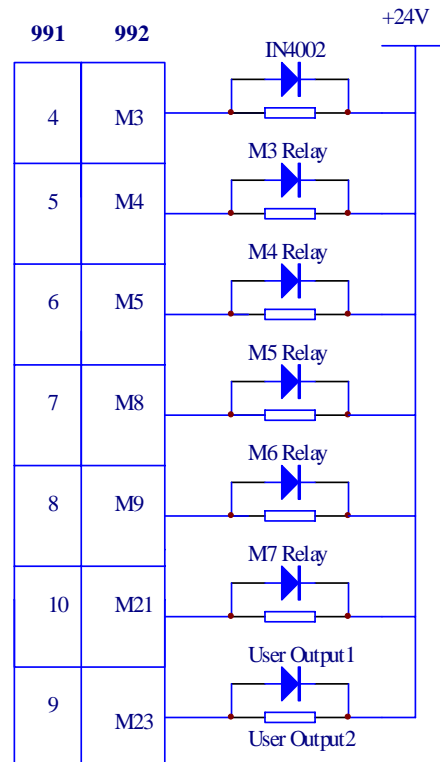 +24V
991 992
IN4002
4 M3
M3 Relay
5 M4
M4 Relay
6 M5
M5 Relay
7 M8
M6 Relay
8 M9
M7 Relay
10 M21
User Output1
9 M23
User Output2